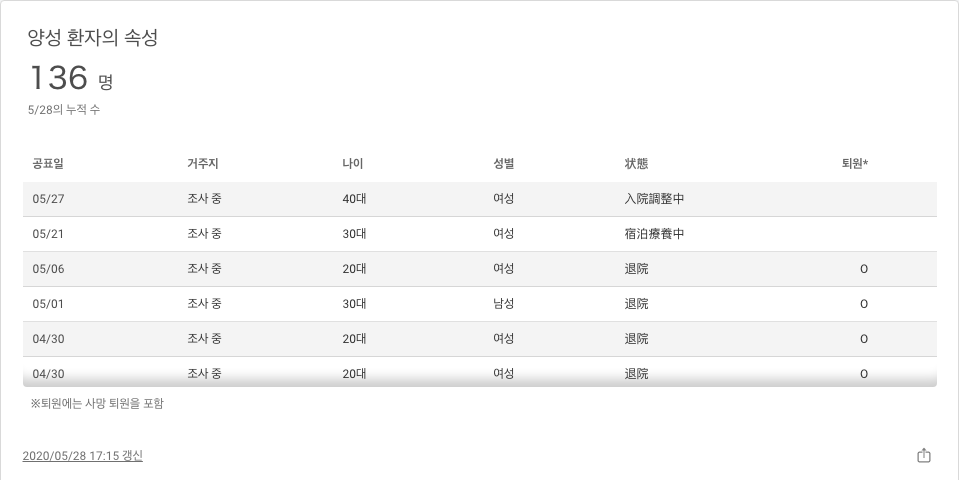 양성 환자의 속성
136 명
5/28의 누적 수
공표일 거주지 나이 성별 状態 퇴원*
05/27 조사 중 40대 여성 入院調整中
05/21 조사 중 30대 여성 宿泊療養中
05/06 조사 중 20대 여성 退院 O
05/01 조사 중 30대 남성 退院 O
04/30 조사 중 20대 여성 退院 O
04/30 조사 중 20대 여성 退院 O
※퇴원에는 사망 퇴원을 포함
2020/05/28 17:15 갱신